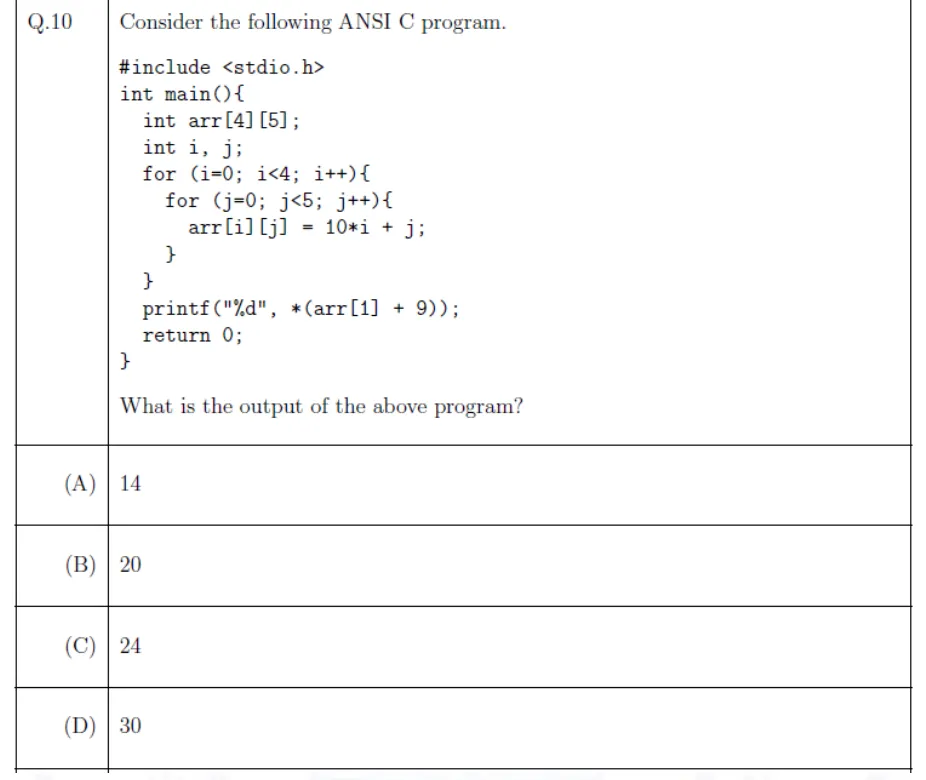 Q.10 Consider the following ANSI C program.
#include <stdio.h>
int main(){
int arr[4][5];
int i, j;
for (i=0; i<4; i++){
for (j=0; j<5; j++){
arr[i][j] = 10*i + j;
}
}
printf("%d", *(arr[1] + 9));
return 0;
}
What is the output of the above program?
(A) 14
(B) 20
(C) 24
(D) 30